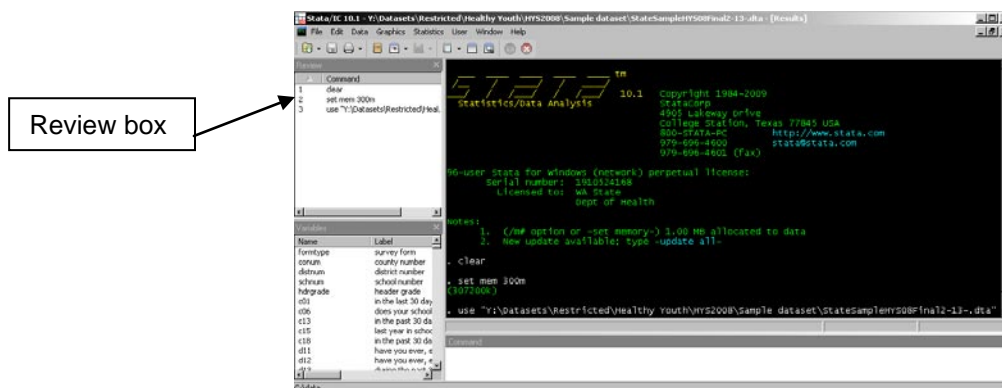 Review box
Stata/IC 10.1 - Y:\Datasets\Restricted\Healthy Youth\HYS2008\Sample dataset\StateSampleHYS08Final2-13-.dta - [Results]
File Edit Data Graphics Statistics User Window Help
Review
Command
1 clear
2 set mem 300m
3 use "Y:\Datasets\Restricted\Heal.
Variables
Name Label
formtype survey form
conum county number
distnum district number
schnum school number
hdrgrade header grade
c01 in the last 30 day
c06 does your school
c13 in the past 30 da
c15 last year in school
c18 in the past 30 da
d11 have you ever, e
d12 have you ever, e
during the past 3
STATA TM
10.1 Copyright 1984-2009
Statistics/Data Analysis StataCorp
4905 Lakeway Drive
College Station, Texas 77845 USA
800-STATA-PC http://www.stata.com
979-696-4600 stata@stata.com
979-696-4601 (fax)
96-user Stata for Windows (network) perpetual license:
Serial number: 1910524168
Licensed to: WA State
Dept of Health
Notes:
1. (/m# option or -set memory-) 1.00 MB allocated to data
2. New update available; type -update all-
. clear
. set mem 300m
(307200k)
. use "Y:\Datasets\Restricted\Healthy Youth\HYS2008\Sample dataset\StateSampleHYS08Final2-13-.dta"
Command
C:\data